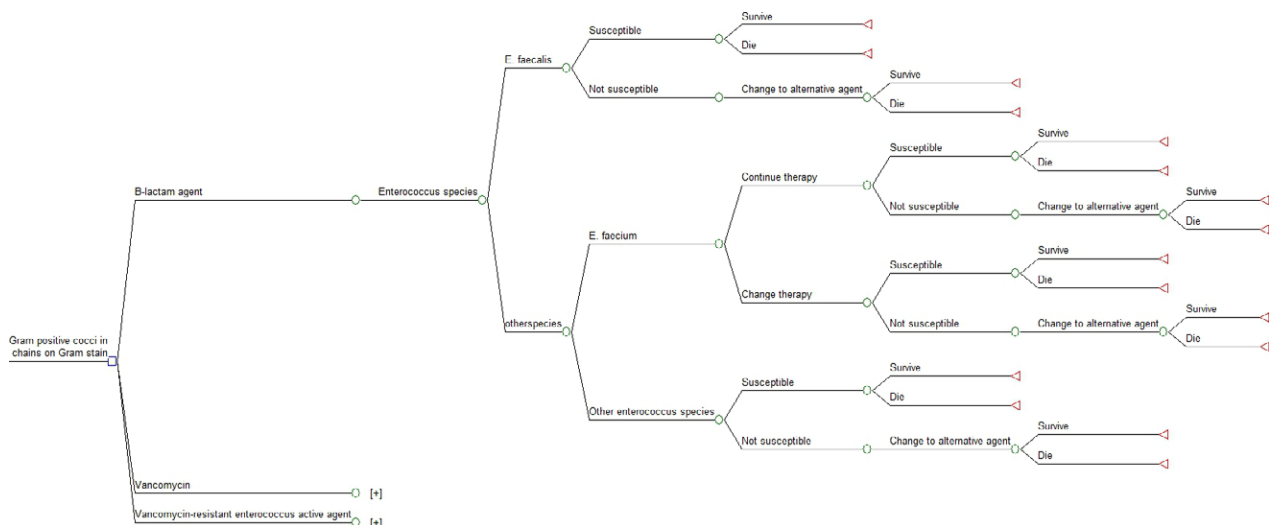 Survive
Susceptible
Die
E. faecalis
Survive
Not susceptible
Change to alternative agent
Die
Survive
Susceptible
Die
Continue therapy
B-lactam agent
Enterococcus species
Survive
Not susceptible
Change to alternative agent
Die
E. faecium
Survive
Susceptible
Die
Change therapy
Survive
otherspecies
Not susceptible
Change to alternative agent
Die
Gram positive cocci in
chains on Gram stain
Survive
Susceptible
Die
Other enterococcus species
Survive
Not susceptible
Change to alternative agent
Die
Vancomycin
[+]
Vancomycin-resistant enterococcus active agent
[+]